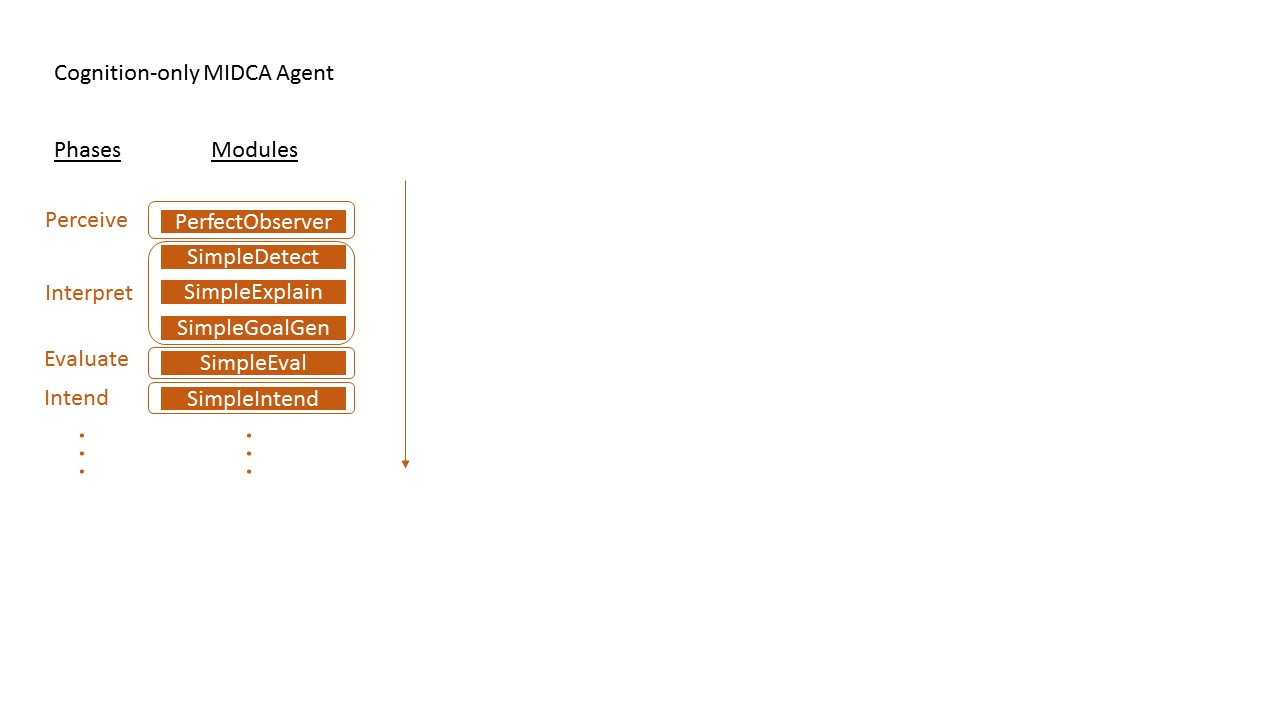 Cognition-only MIDCA Agent
Phases Modules
Perceive PerfectObserver
SimpleDetect
Interpret SimpleExplain
SimpleGoalGen
Evaluate SimpleEval
Intend SimpleIntend